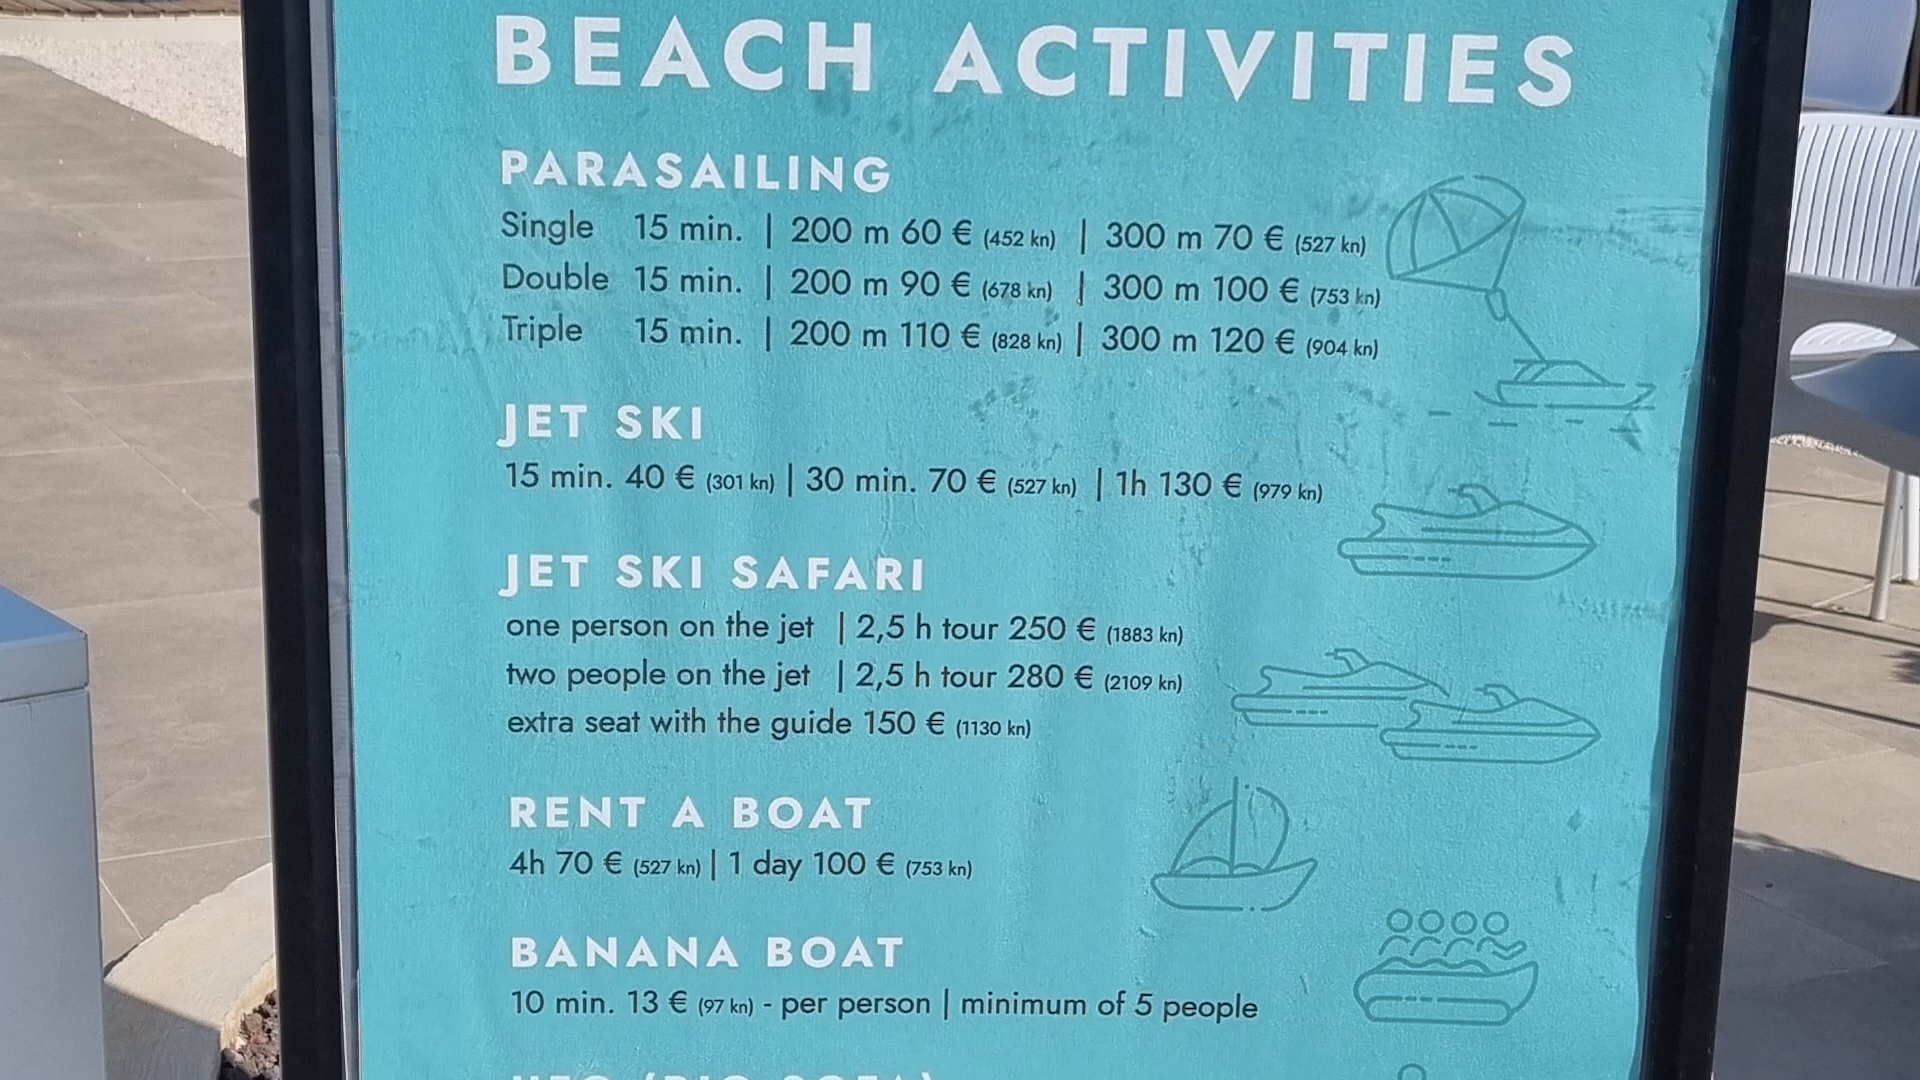 BEACH ACTIVITIES
PARASAILING
Single 15 min. | 200 m 60 € (452 kn) | 300 m 70 € (527 kn)
Double 15 min. | 200 m 90 € (678 kn) | 300 m 100 € (753 kn)
Triple 15 min. | 200 m 110 € (828 kn) | 300 m 120 € (904 kn)
JET SKI
15 min. 40 € (301 kn) | 30 min. 70 € (527 kn) | 1h 130 € (979 kn)
JET SKI SAFARI
one person on the jet | 2,5 h tour 250 € (1883 kn)
two people on the jet | 2,5 h tour 280 € (2109 kn)
extra seat with the guide 150 € (1130 kn)
RENT A BOAT
4h 70 € (527 kn) | 1 day 100 € (753 kn)
BANANA BOAT
10 min. 13 € (97 kn) - per person | minimum of 5 people